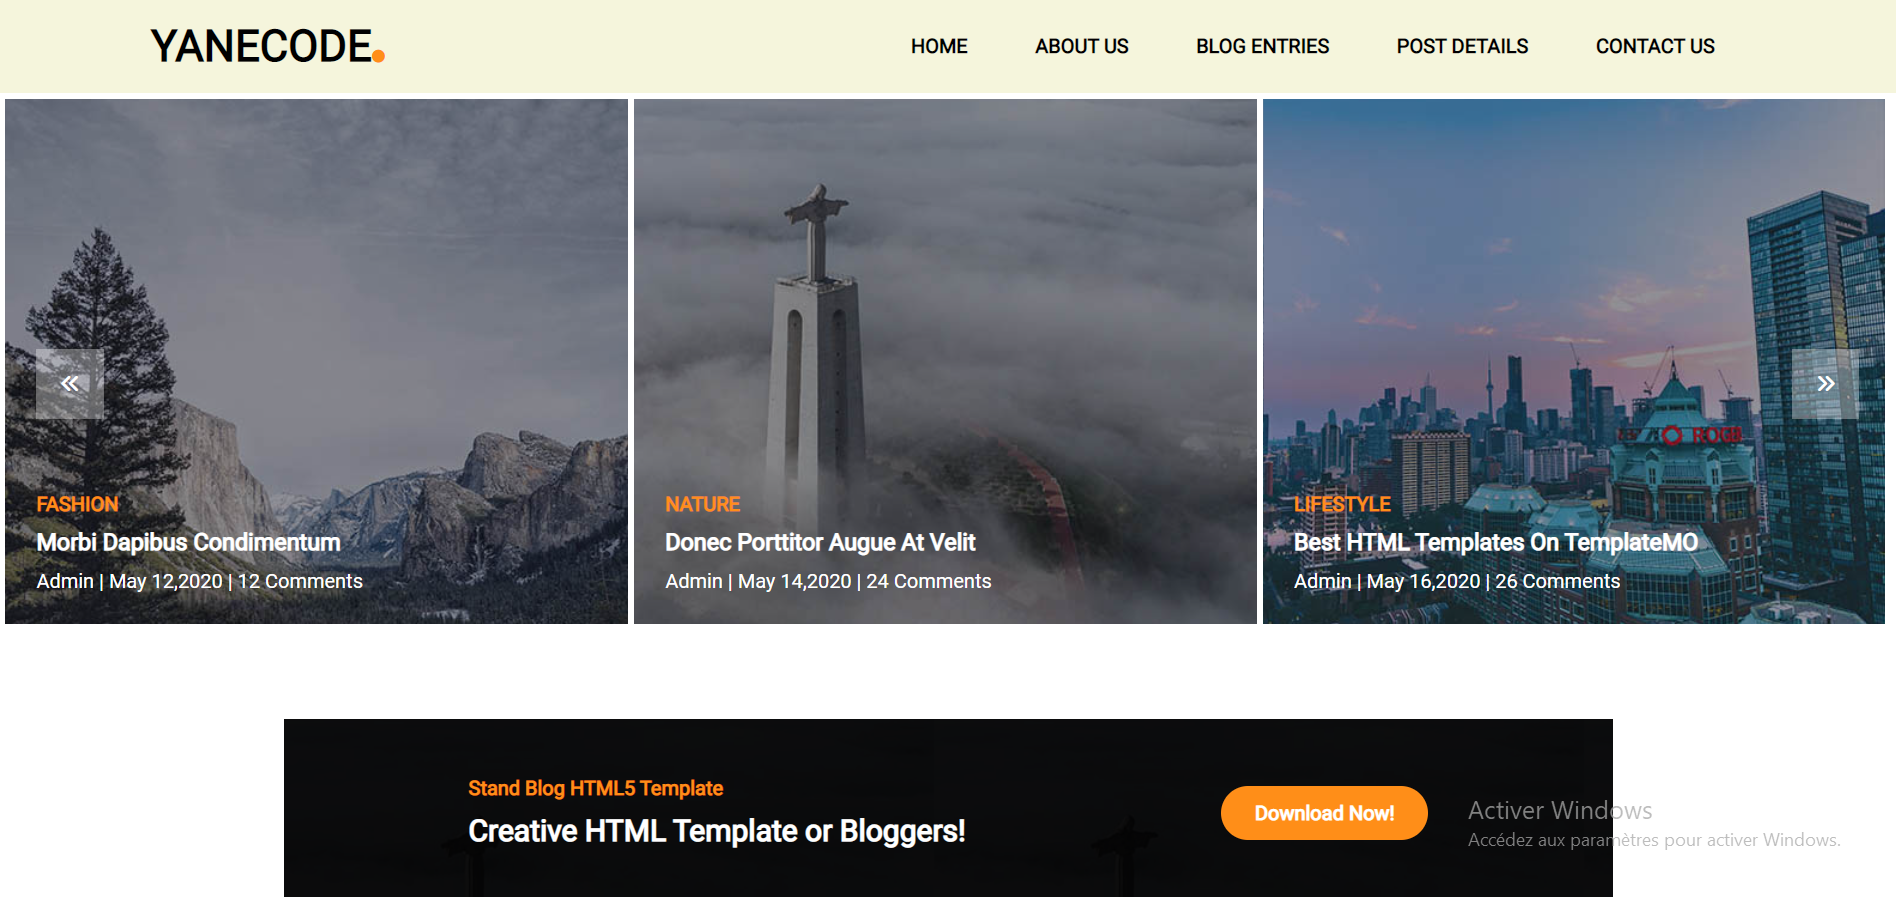 YANECODE.
HOME ABOUT US BLOG ENTRIES POST DETAILS CONTACT US
FASHION
Morbi Dapibus Condimentum
Admin | May 12,2020 | 12 Comments
NATURE
Donec Porttitor Augue At Velit
Admin | May 14,2020 | 24 Comments
LIFESTYLE
Best HTML Templates On TemplateMO
Admin | May 16,2020 | 26 Comments
Stand Blog HTML5 Template
Creative HTML Template or Bloggers!
Download Now!
Activer Windows
Accédez aux paramètres pour activer Windows.